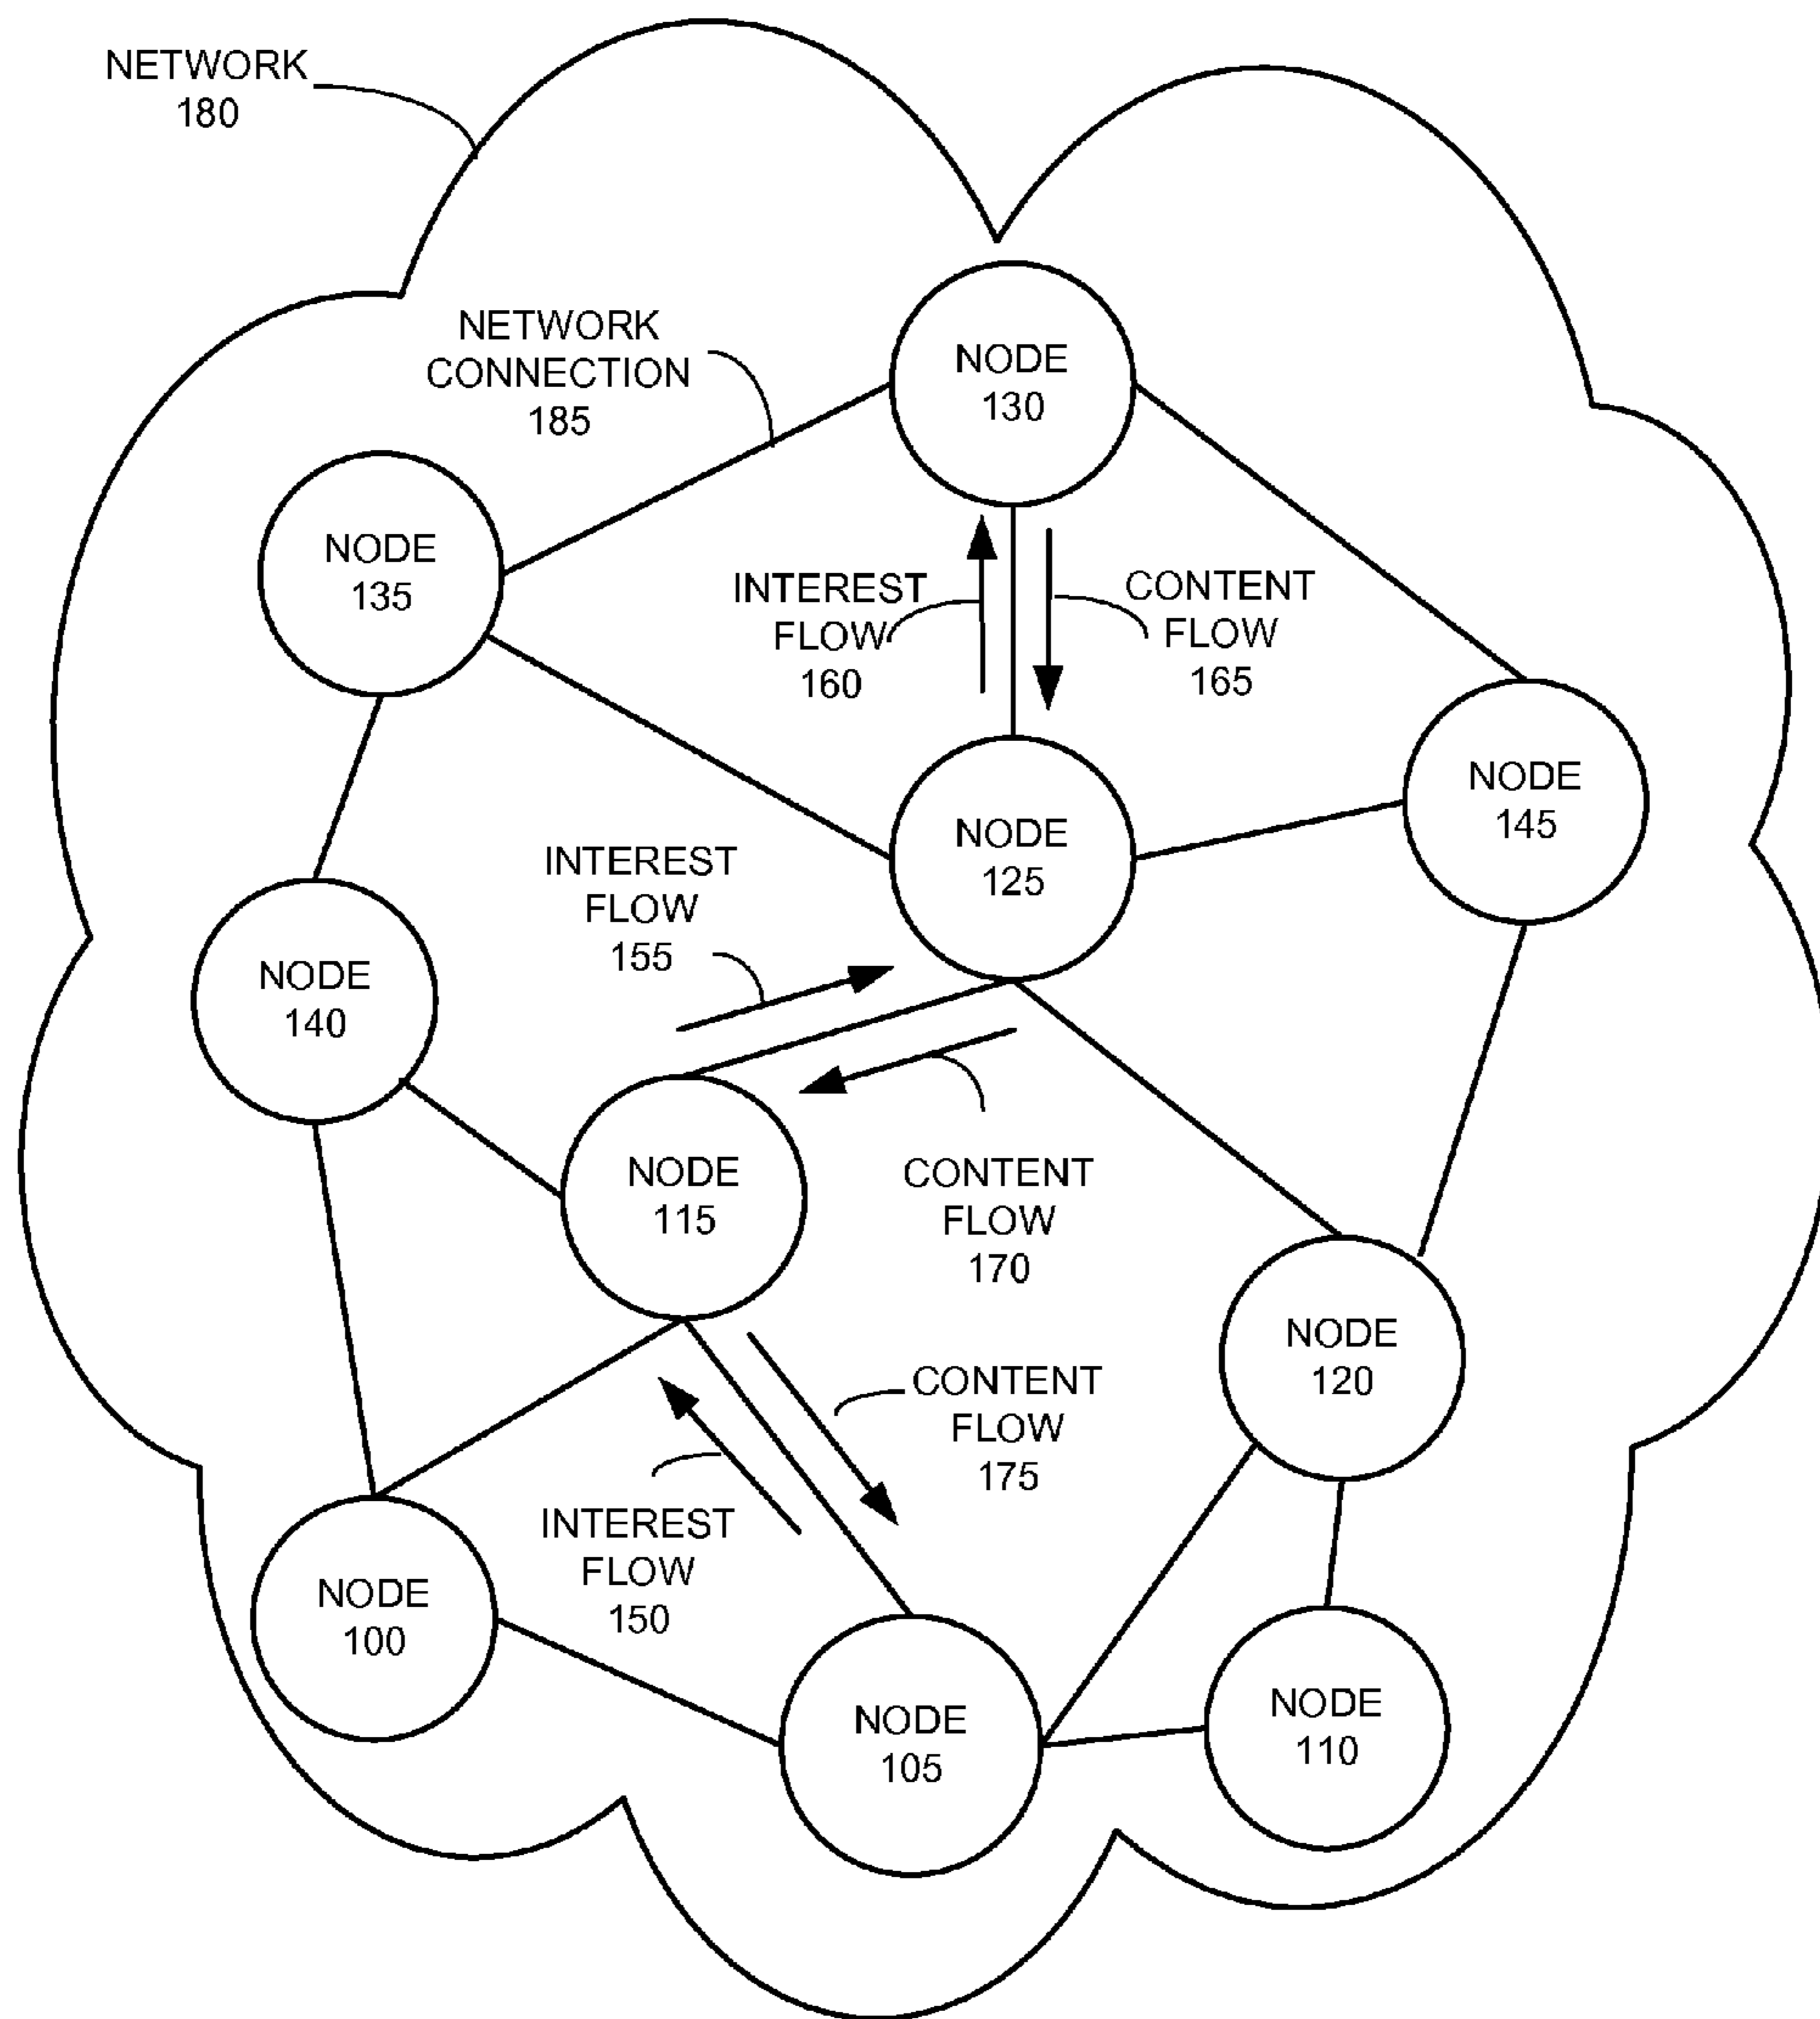 NETWORK
180
NETWORK
CONNECTION
185
NODE
130
NODE
135
INTEREST
FLOW
160
CONTENT
FLOW
165
NODE
145
NODE
125
INTEREST
FLOW
155
NODE
140
NODE
115
CONTENT
FLOW
170
NODE
120
CONTENT
FLOW
175
INTEREST
FLOW
150
NODE
100
NODE
105
NODE
110